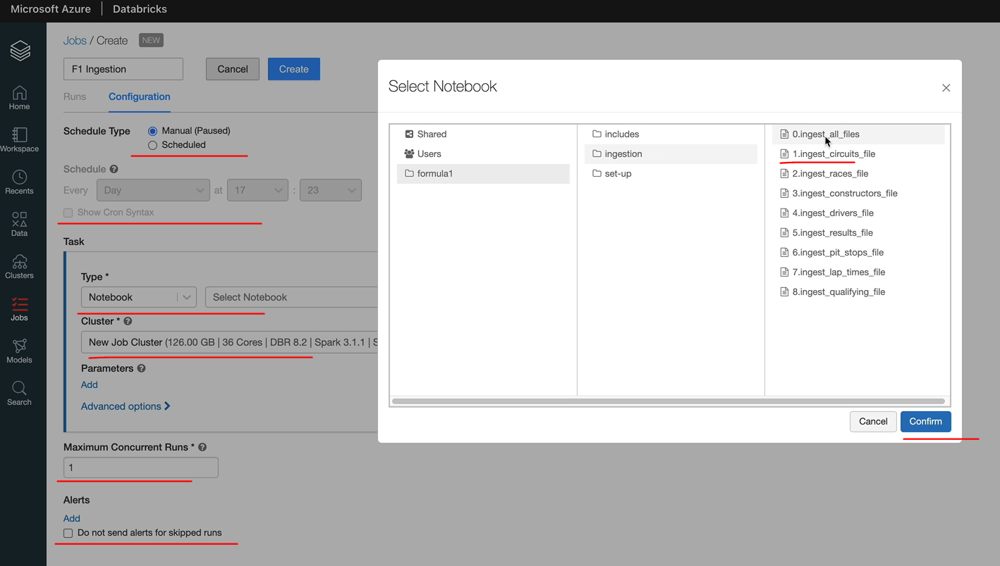 Microsoft Azure | Databricks
Jobs / Create NEW
F1 Ingestion Cancel Create
Runs Configuration
Schedule Type Manual (Paused)
Scheduled
Schedule
Every Day at 17 : 23
Show Cron Syntax
Task
Type *
Notebook Select Notebook
Cluster *
New Job Cluster (126.00 GB | 36 Cores | DBR 8.2 | Spark 3.1.1 | S
Parameters
Add
Advanced options
Maximum Concurrent Runs *
1
Alerts
Add
Do not send alerts for skipped runs
Home
Workspace
Recents
Data
Clusters
Jobs
Models
Search
Select Notebook
Shared
Users
formula1
includes
ingestion
set-up
0.ingest_all_files
1.ingest_circuits_file
2.ingest_races_file
3.ingest_constructors_file
4.ingest_drivers_file
5.ingest_results_file
6.ingest_pit_stops_file
7.ingest_lap_times_file
8.ingest_qualifying_file
Cancel Confirm